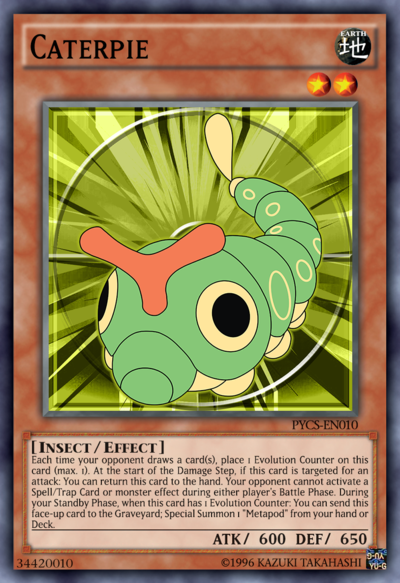 CATERPIE
EARTH
地
PYCS-EN010
[INSECT/EFFECT]
Each time your opponent draws a card(s), place 1 Evolution Counter on this
card (max. 1). At the start of the Damage Step, if this card is targeted for an
attack: You can return this card to the hand. Your opponent cannot activate a
Spell/Trap Card or monster effect during either player's Battle Phase. During
your Standby Phase, when this card has 1 Evolution Counter: You can send this
face-up card to the Graveyard; Special Summon 1 "Metapod" from your hand or
Deck.
ATK/ 600 DEF/ 650
34420010
©1996 KAZUKI TAKAHASHI